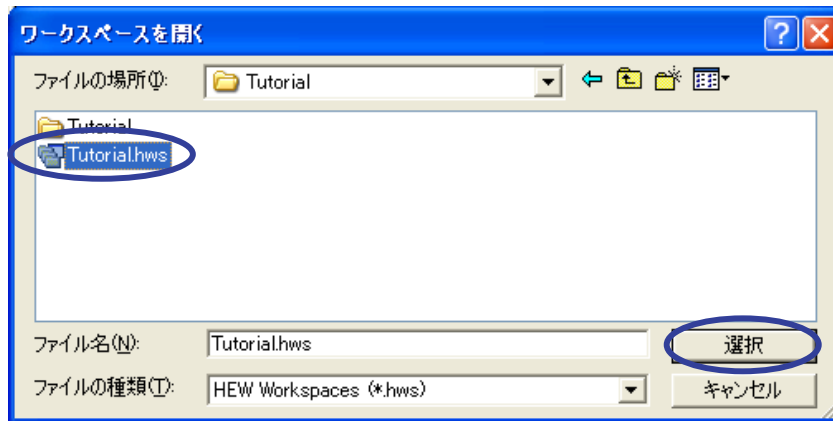 ワークスペースを開く
ファイルの場所(I): Tutorial
Tutorial
Tutorial.hws
ファイル名(N): Tutorial.hws 選択
ファイルの種類(T): HEW Workspaces (*.hws) キャンセル